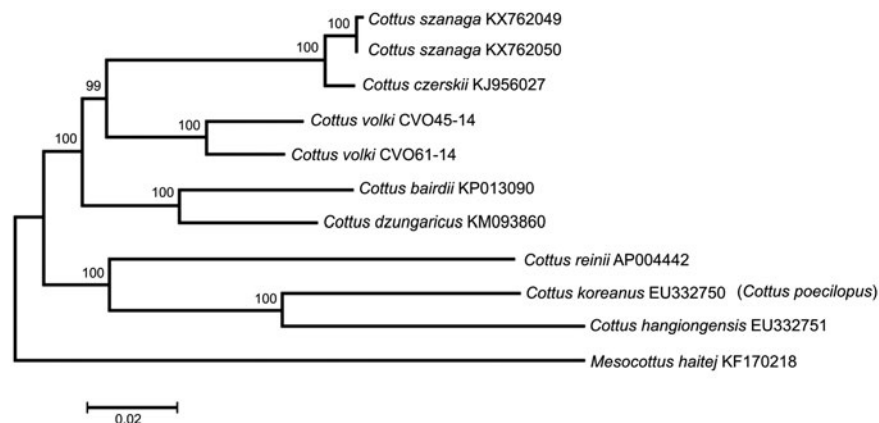 100
Cottus szanaga KX762049
100
Cottus szanaga KX762050
99
Cottus czerskii KJ956027
Cottus volki CVO45-14
100
100
Cottus volki CVO61-14
100
Cottus bairdii KP013090
Cottus dzungaricus KM093860
Cottus reinii AP004442
100
100
Cottus koreanus EU332750 (Cottus poecilopus)
Cottus hangiongensis EU332751
Mesocottus haitej KF170218
0.02